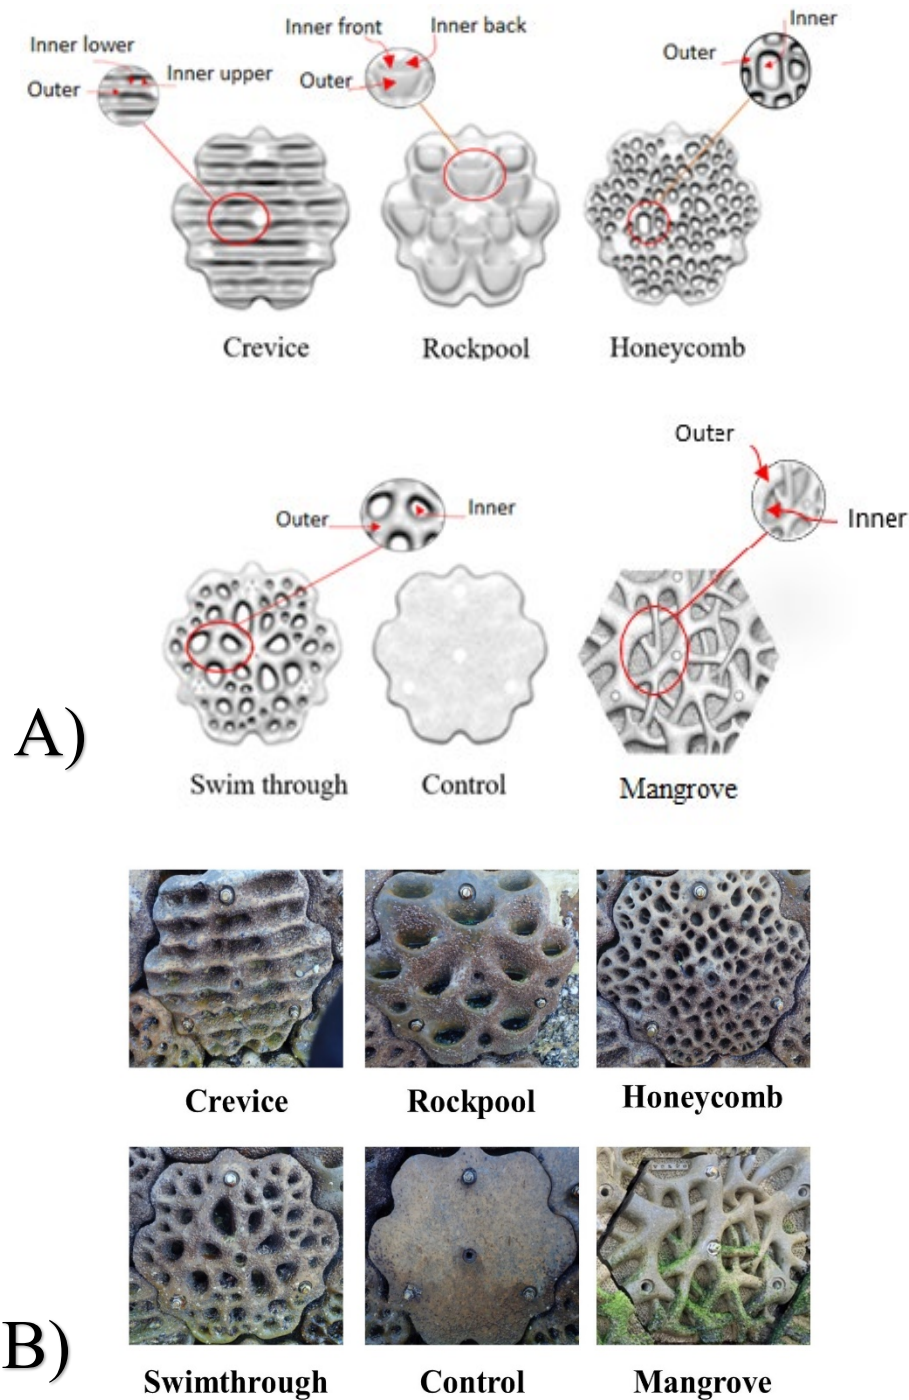 Inner front
Inner back
Inner
Inner lower
Outer
Inner upper
Outer
Outer
Crevice
Rockpool
Honeycomb
Outer
Outer
Inner
Inner
A)
Swim through
Control
Mangrove
Crevice
Rockpool
Honeycomb
B)
Swimthrough
Control
Mangrove